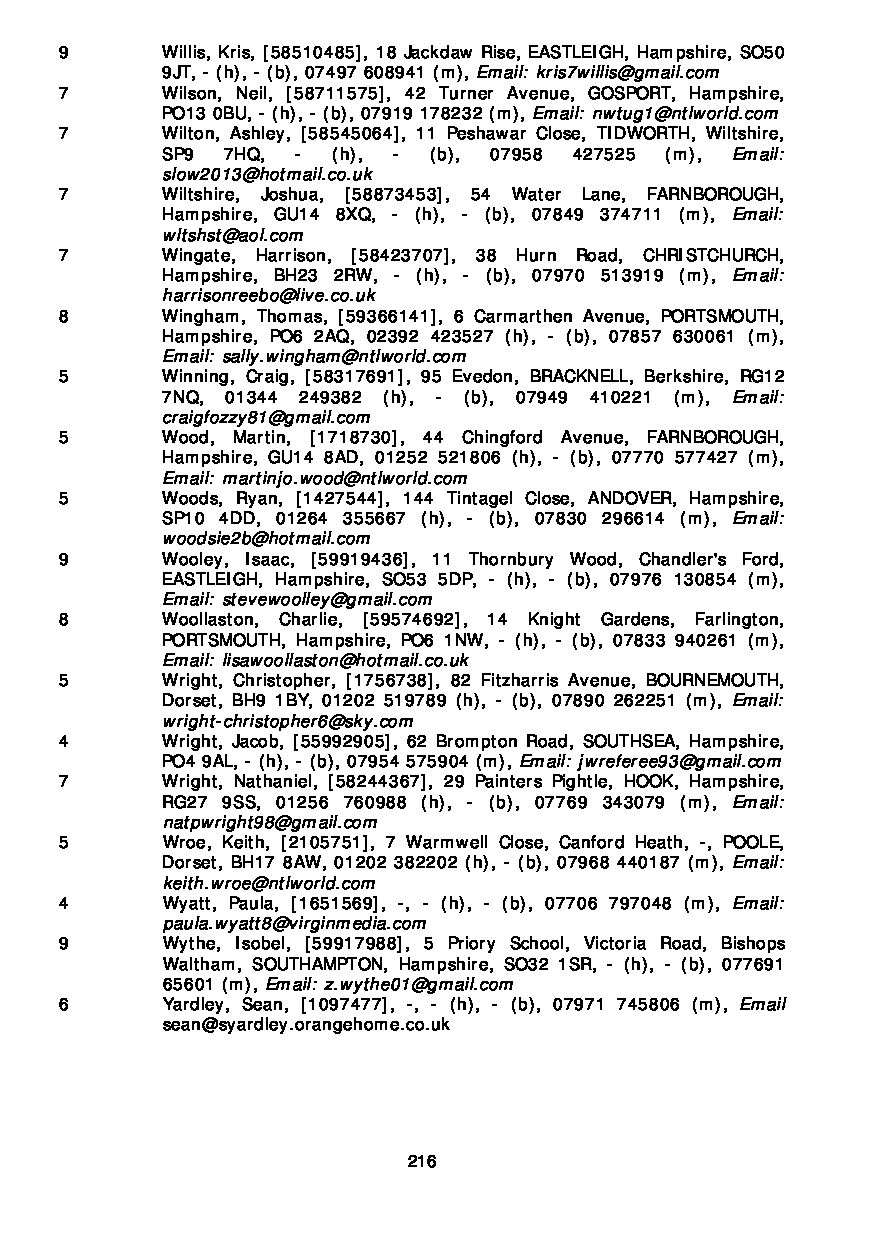 9 Willis, Kris, [58510485], 18 Jackdaw Rise, EASTLEIGH, Hampshire, SO50
9JT, - (h), - (b), 07497 608941 (m), Email: kris7willis@gmail.com
7 Wilson, Neil, [58711575], 42 Turner Avenue, GOSPORT, Hampshire,
PO13 0BU, - (h), - (b), 07919 178232 (m), Email: nwtug1@ntlworld.com
7 Wilton, Ashley, [58545064], 11 Peshawar Close, TIDWORTH, Wiltshire,
SP9 7HQ, - (h), - (b), 07958 427525 (m), Email:
slow2013@hotmail.co.uk
7 Wiltshire, Joshua, [58873453], 54 Water Lane, FARNBOROUGH,
Hampshire, GU14 8XQ, - (h), - (b), 07849 374711 (m), Email:
wltshst@aol.com
7 Wingate, Harrison, [58423707], 38 Hurn Road, CHRISTCHURCH,
Hampshire, BH23 2RW, - (h), - (b), 07970 513919 (m), Email:
harrisonreebo@live.co.uk
8 Wingham, Thomas, [59366141], 6 Carmarthen Avenue, PORTSMOUTH,
Hampshire, PO6 2AQ, 02392 423527 (h), - (b), 07857 630061 (m),
Email: sally.wingham@ntlworld.com
5 Winning, Craig, [58317691], 95 Evedon, BRACKNELL, Berkshire, RG12
7NQ, 01344 249382 (h), - (b), 07949 410221 (m), Email:
craigfozzy81@gmail.com
5 Wood, Martin, [1718730], 44 Chingford Avenue, FARNBOROUGH,
Hampshire, GU14 8AD, 01252 521806 (h), - (b), 07770 577427 (m),
Email: martinjo.wood@ntlworld.com
5 Woods, Ryan, [1427544], 144 Tintagel Close, ANDOVER, Hampshire,
SP10 4DD, 01264 355667 (h), - (b), 07830 296614 (m), Email:
woodsie2b@hotmail.com
9 Wooley, Isaac, [59919436], 11 Thornbury Wood, Chandler's Ford,
EASTLEIGH, Hampshire, SO53 5DP, - (h), - (b), 07976 130854 (m),
Email: stevewoolley@gmail.com
8 Woollaston, Charlie, [59574692], 14 Knight Gardens, Farlington,
PORTSMOUTH, Hampshire, PO6 1NW, - (h), - (b), 07833 940261 (m),
Email: lisawoollaston@hotmail.co.uk
5 Wright, Christopher, [1756738], 82 Fitzharris Avenue, BOURNEMOUTH,
Dorset, BH9 1BY, 01202 519789 (h), - (b), 07890 262251 (m), Email:
wright-christopher6@sky.com
4 Wright, Jacob, [55992905], 62 Brompton Road, SOUTHSEA, Hampshire,
PO4 9AL, - (h), - (b), 07954 575904 (m), Email: jwreferee93@gmail.com
7 Wright, Nathaniel, [58244367], 29 Painters Pightle, HOOK, Hampshire,
RG27 9SS, 01256 760988 (h), - (b), 07769 343079 (m), Email:
natpwright98@gmail.com
5 Wroe, Keith, [2105751], 7 Warmwell Close, Canford Heath, -, POOLE,
Dorset, BH17 8AW, 01202 382202 (h), - (b), 07968 440187 (m), Email:
keith.wroe@ntlworld.com
4 Wyatt, Paula, [1651569], -, - (h), - (b), 07706 797048 (m), Email:
paula.wyatt8@virginmedia.com
9 Wythe, Isobel, [59917988], 5 Priory School, Victoria Road, Bishops
Waltham, SOUTHAMPTON, Hampshire, SO32 1SR, - (h), - (b), 077691
65601 (m), Email: z.wythe01@gmail.com
6 Yardley, Sean, [1097477], -, - (h), - (b), 07971 745806 (m), Email
sean@syardley.orangehome.co.uk
216